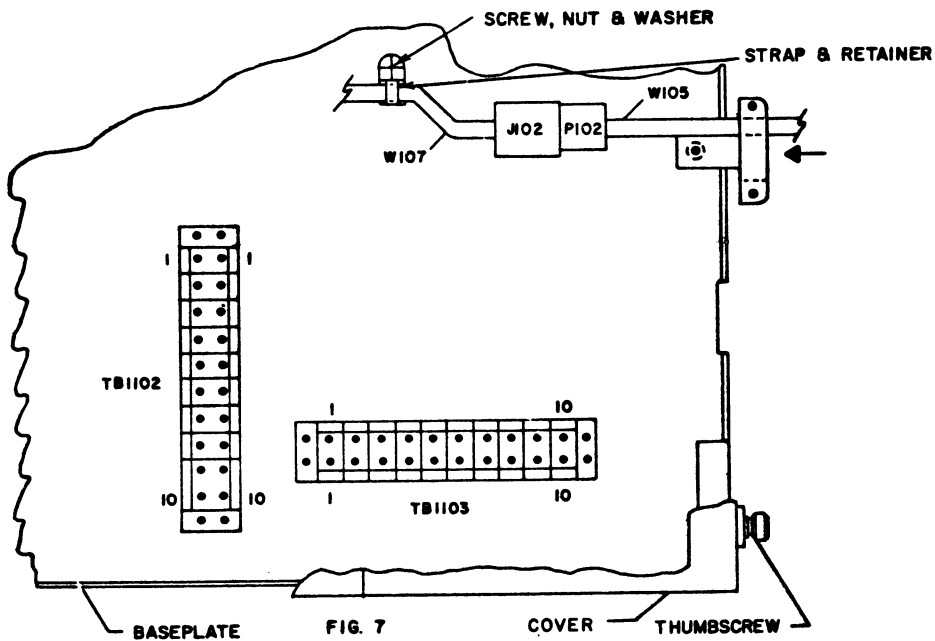 SCREW, NUT & WASHER
STRAP & RETAINER
W105
J102
P102
W107
1
1
TB1102
10
10
1
10
1
10
TB1103
BASEPLATE
FIG. 7
COVER
THUMBSCREW